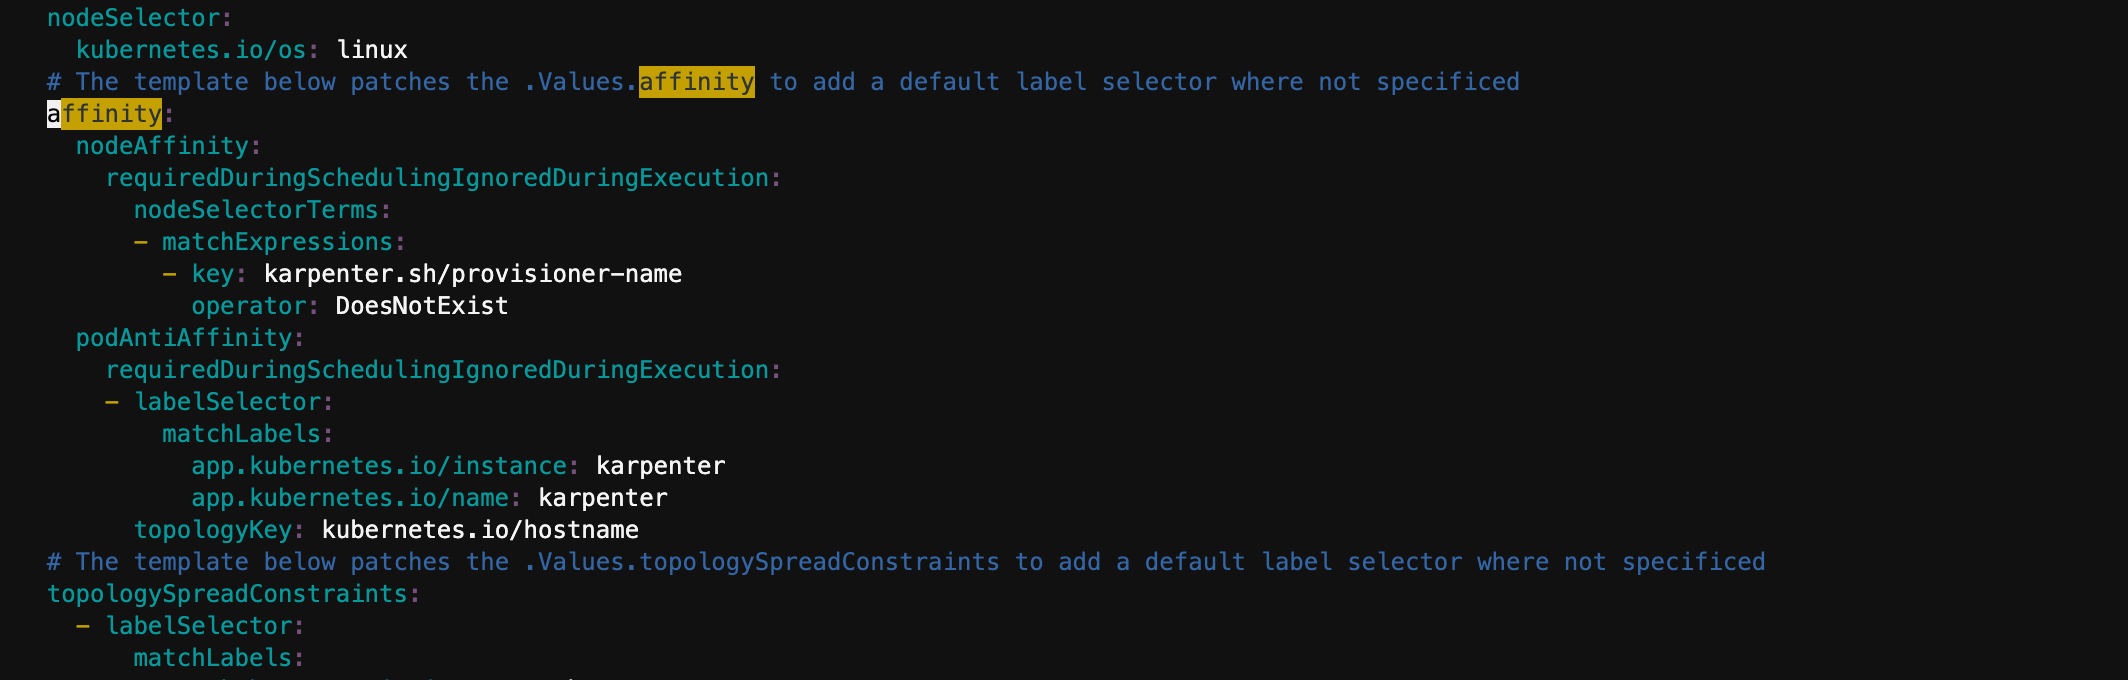 nodeSelector:
  kubernetes.io/os: linux
# The template below patches the .Values.affinity to add a default label selector where not specificed
affinity:
  nodeAffinity:
    requiredDuringSchedulingIgnoredDuringExecution:
      nodeSelectorTerms:
      - matchExpressions:
        - key: karpenter.sh/provisioner-name
          operator: DoesNotExist
  podAntiAffinity:
    requiredDuringSchedulingIgnoredDuringExecution:
    - labelSelector:
        matchLabels:
          app.kubernetes.io/instance: karpenter
          app.kubernetes.io/name: karpenter
      topologyKey: kubernetes.io/hostname
# The template below patches the .Values.topologySpreadConstraints to add a default label selector where not specificed
topologySpreadConstraints:
  - labelSelector:
      matchLabels: